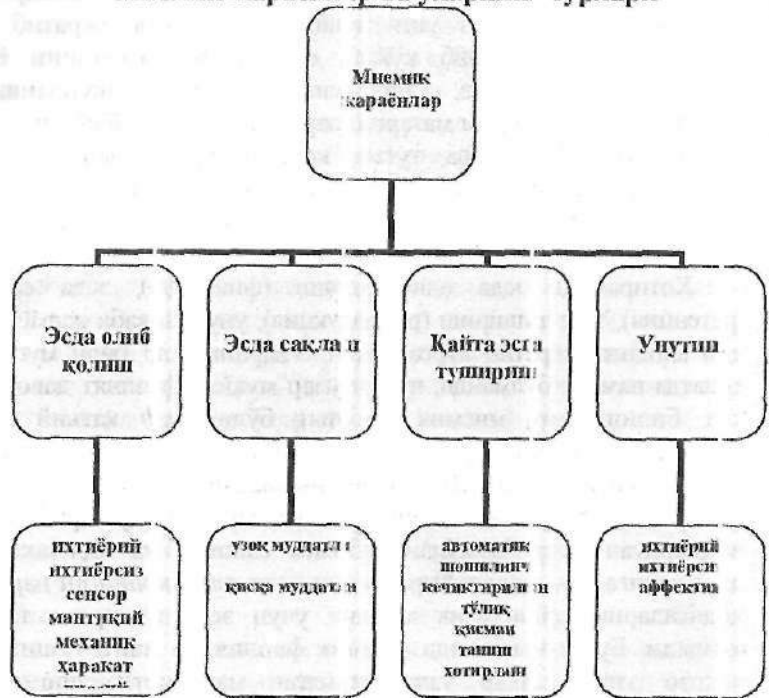 турлари
Мнемик
жараёнлар
Эсда олиб
қолиш
Эсда сақлаш
Қайта эсга
тушириш
Унутиш
ихтиёрий
ихтиёрсиз
сенсор
мантиқий
механик
ҳаракат
узоқ муддатли
қисқа муддатли
автоматик
шошилинч
кечиктирилган
тўлиқ
қисман
таниш
хотирлаш
ихтиёрий
ихтиёрсиз
аффектив